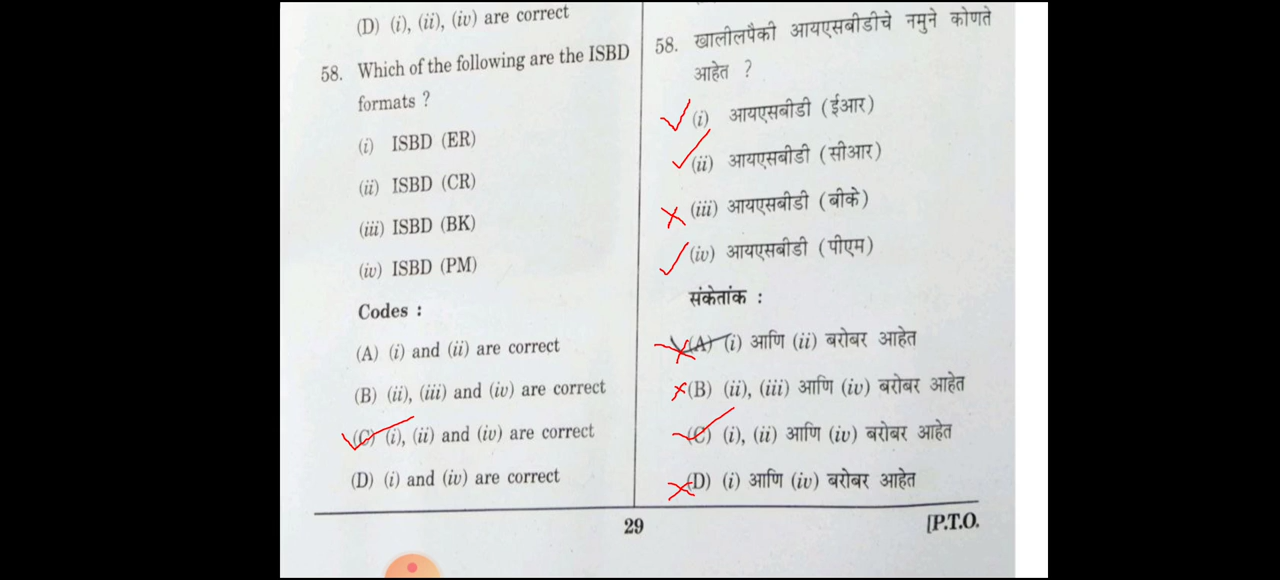 (D) (i), (ii), (iv) are correct
58. Which of the following are the ISBD
formats ?
(i) ISBD (ER)
(ii) ISBD (CR)
(iii) ISBD (BK)
(iv) ISBD (PM)
Codes :
(A) (i) and (ii) are correct
(B) (ii), (iii) and (iv) are correct
(C) (i), (ii) and (iv) are correct
(D) (i) and (iv) are correct
58. खालीलपैकी आयएसबीडीचे नमुने कोणते
आहेत ?
(i) आयएसबीडी (ईआर)
(ii) आयएसबीडी (सीआर)
(iii) आयएसबीडी (बीके)
(iv) आयएसबीडी (पीएम)
संकेतांक :
(A) (i) आणि (ii) बरोबर आहेत
(B) (ii), (iii) आणि (iv) बरोबर आहेत
(C) (i), (ii) आणि (iv) बरोबर आहेत
(D) (i) आणि (iv) बरोबर आहेत
29
[P.T.O.